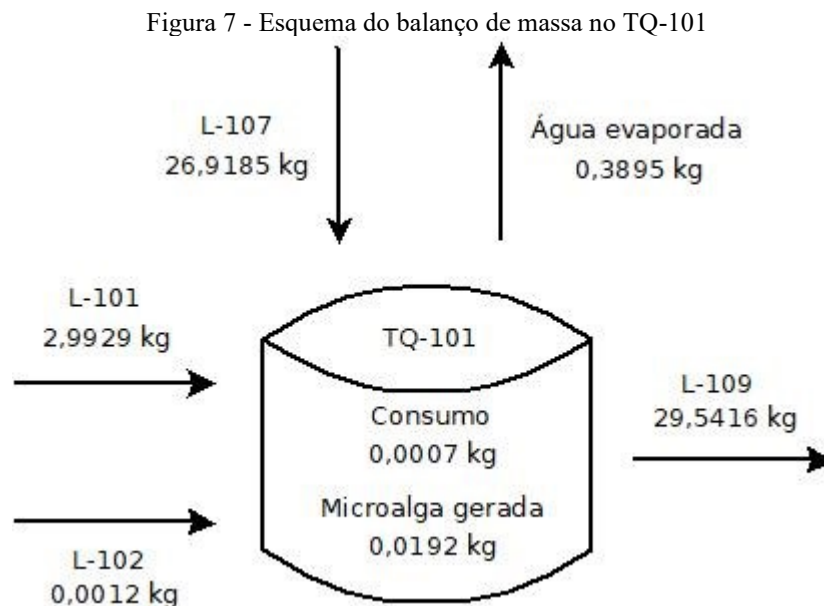 Figura 7 - Esquema do balanço de massa no TQ-101
L-107
26,9185 kg
Água evaporada
0,3895 kg
L-101
2,9929 kg
TQ-101
Consumo
0,0007 kg
Microalga gerada
0,0192 kg
L-109
29,5416 kg
L-102
0,0012 kg